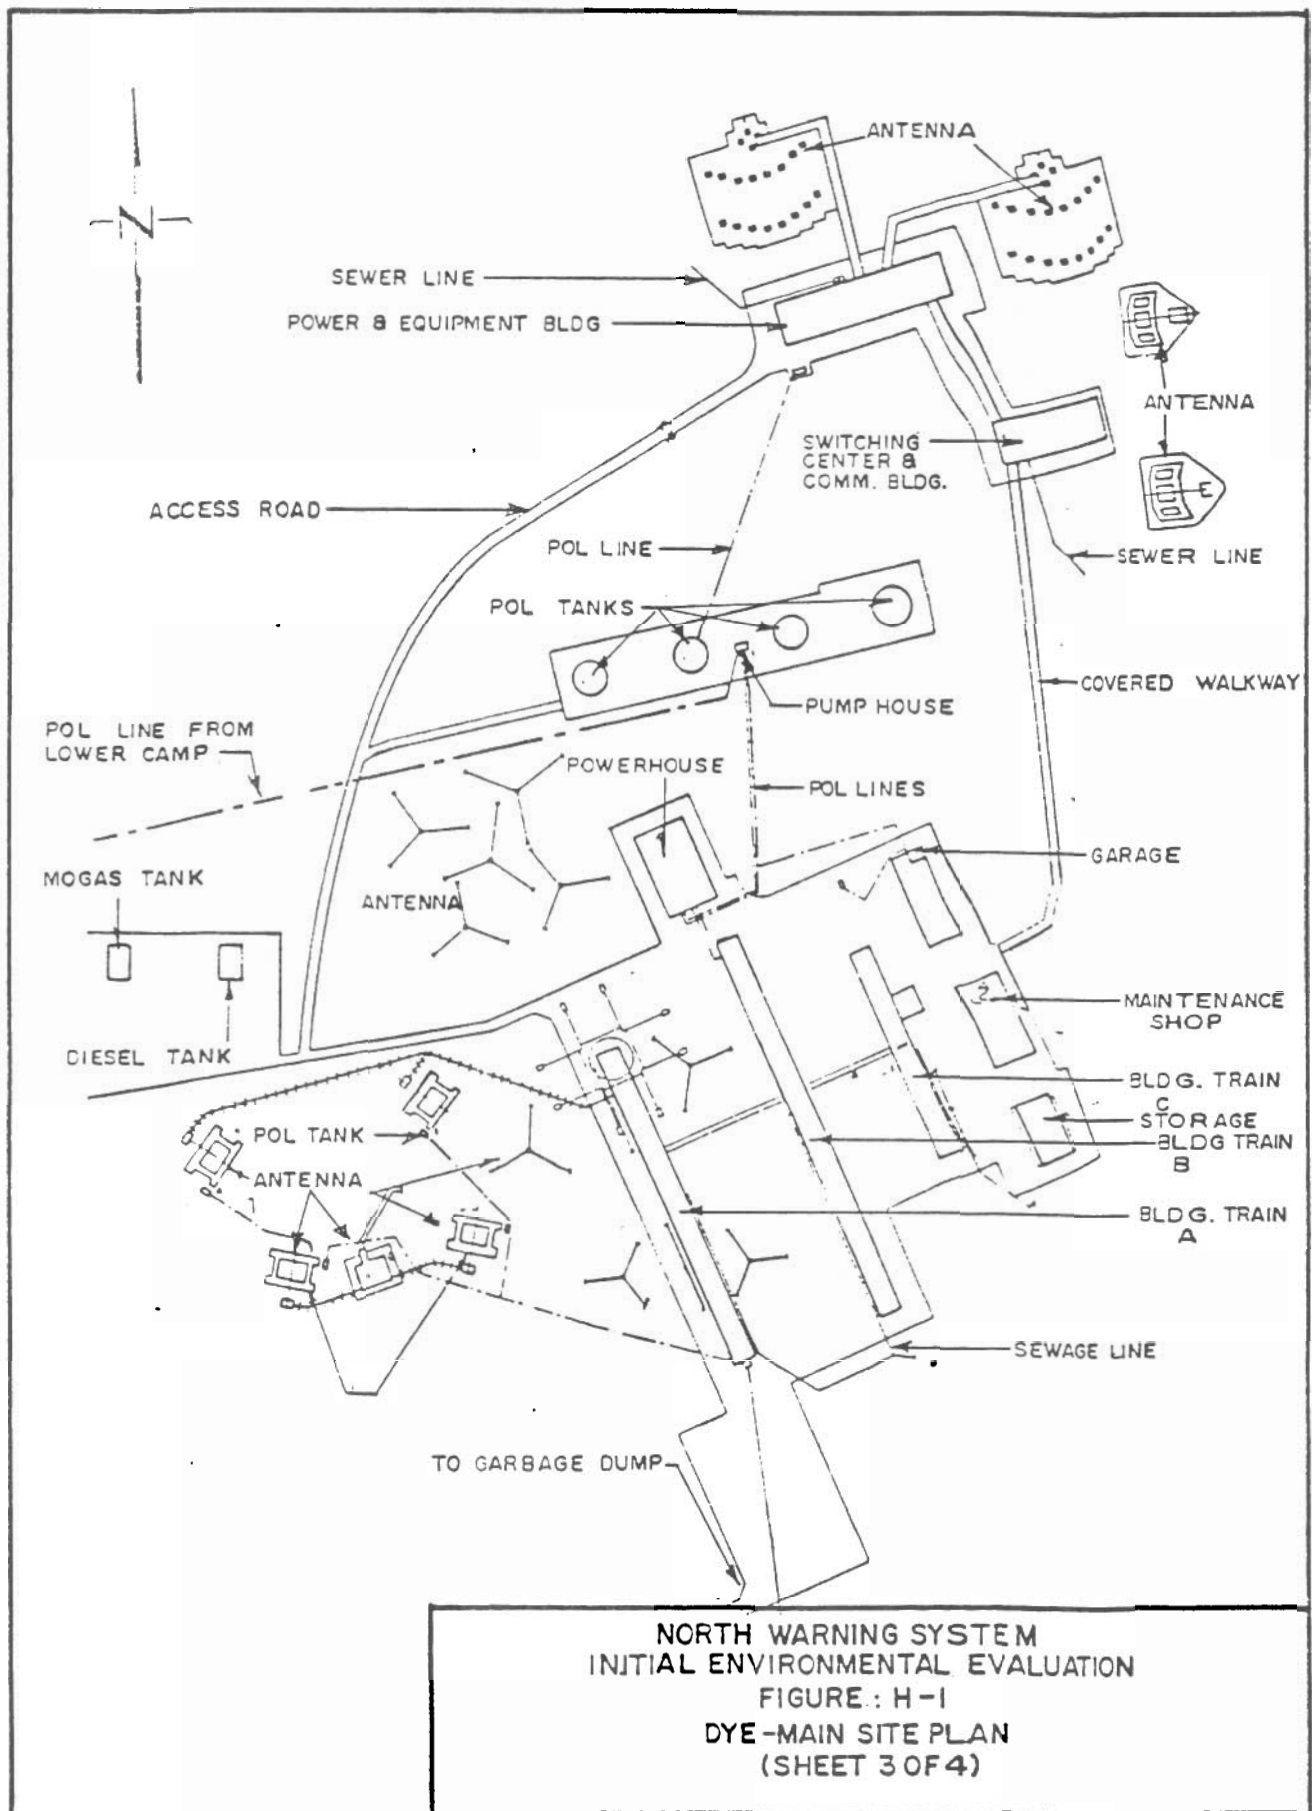 N
ANTENNA
SEWER LINE
POWER & EQUIPMENT BLDG
ANTENNA
SWITCHING
CENTER &
COMM. BLDG.
ACCESS ROAD
POL LINE
SEWER LINE
POL TANKS
COVERED WALKWAY
PUMP HOUSE
POL LINE FROM
LOWER CAMP
POWERHOUSE
POL LINES
GARAGE
MOGAS TANK
ANTENNA
MAINTENANCE
SHOP
DIESEL TANK
BLDG. TRAIN
C
STORAGE
POL TANK
BLDG TRAIN
B
ANTENNA
BLDG. TRAIN
A
SEWAGE LINE
TO GARBAGE DUMP
NORTH WARNING SYSTEM
INITIAL ENVIRONMENTAL EVALUATION
FIGURE: H-1
DYE-MAIN SITE PLAN
(SHEET 3 OF 4)